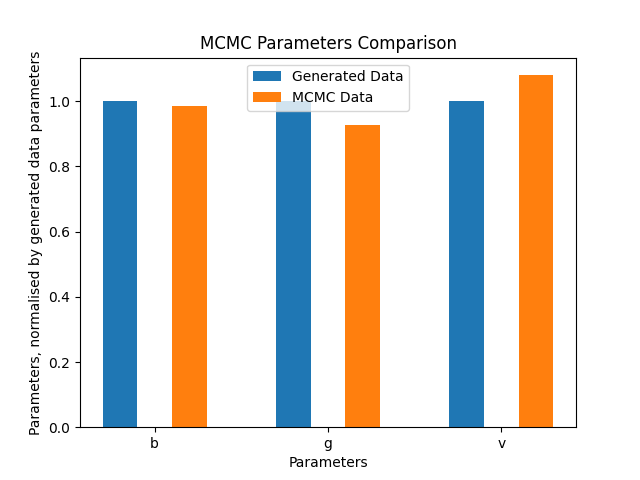 MCMC Parameters Comparison
Generated Data
MCMC Data
Parameters, normalised by generated data parameters
1.0
0.8
0.6
0.4
0.2
0.0
b
g
v
Parameters